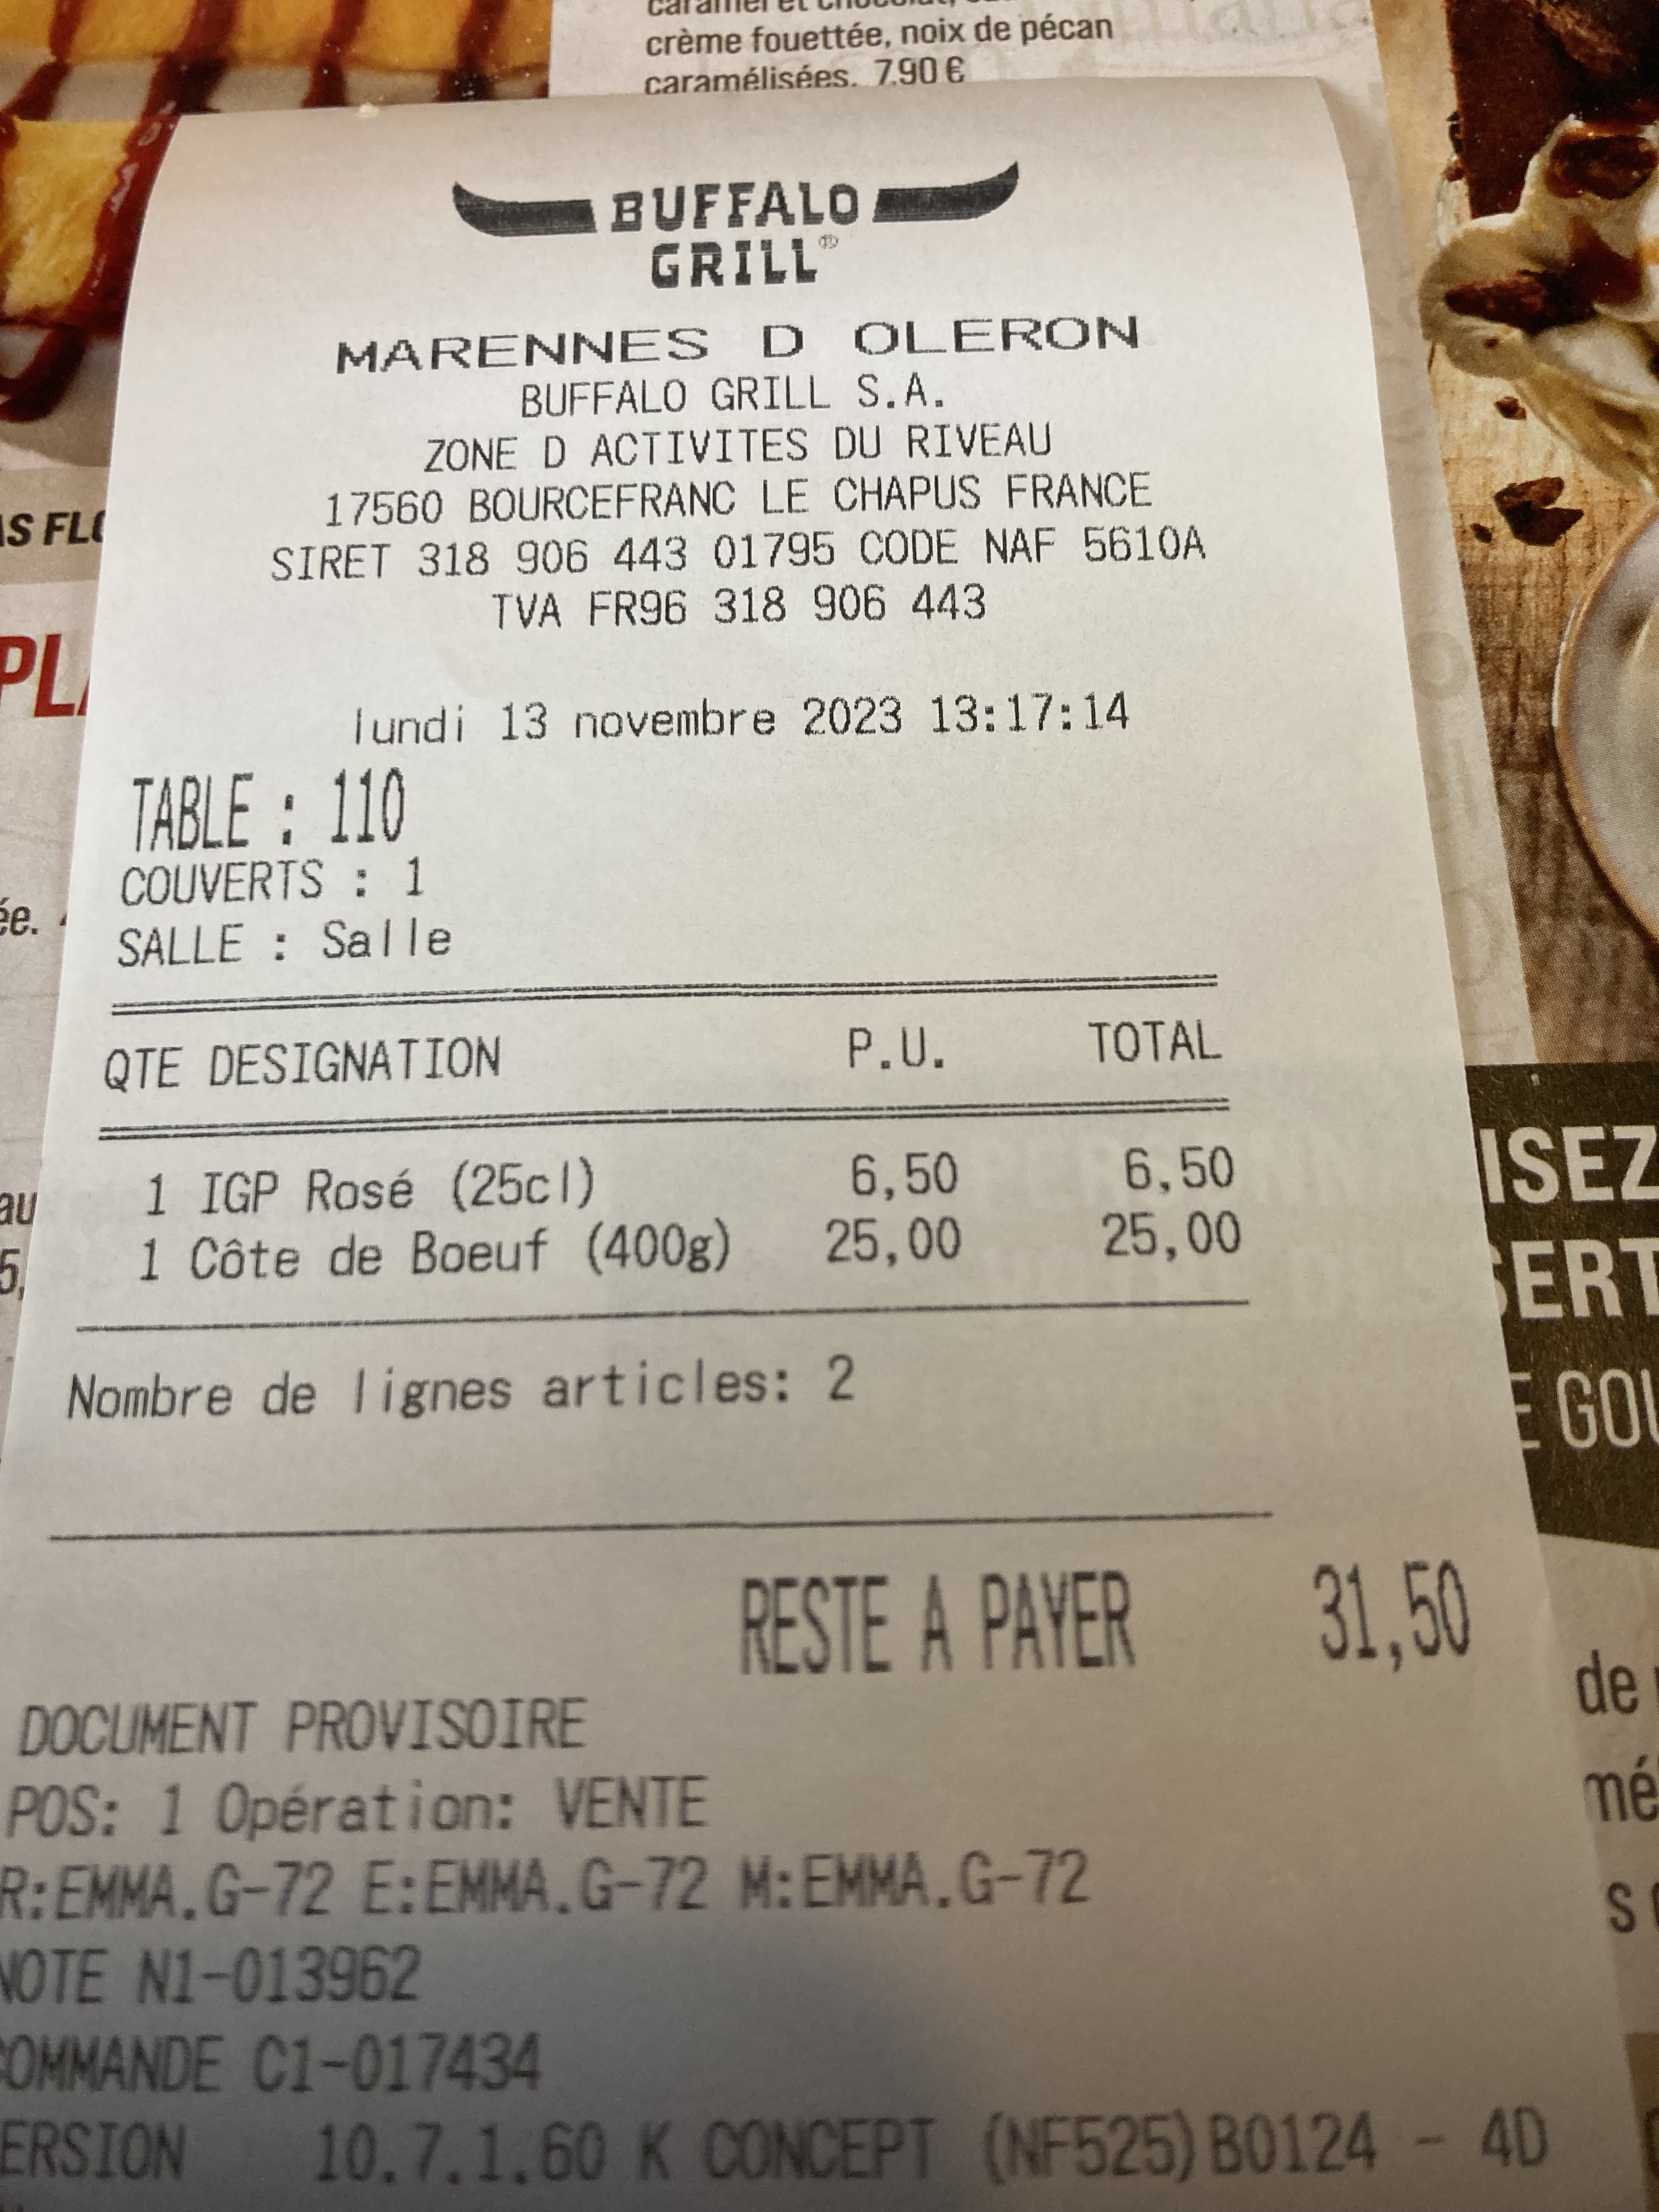 crème fouettée, noix de pécan
caramélisées. 7.90 €
BUFFALO
GRILL®
MARENNES D OLERON
BUFFALO GRILL S.A.
ZONE D ACTIVITES DU RIVEAU
17560 BOURCEFRANC LE CHAPUS FRANCE
SIRET 318 906 443 01795 CODE NAF 5610A
TVA FR96 318 906 443
lundi 13 novembre 2023 13:17:14
TABLE : 110
COUVERTS : 1
SALLE : Salle
QTE DESIGNATION P.U. TOTAL
1 IGP Rosé (25cl) 6,50 6,50
1 Côte de Boeuf (400g) 25,00 25,00
Nombre de lignes articles: 2
RESTE A PAYER 31,50
DOCUMENT PROVISOIRE
POS: 1 Opération: VENTE
R:EMMA.G-72 E:EMMA.G-72 M:EMMA.G-72
NOTE N1-013962
COMMANDE C1-017434
ERSION 10.7.1.60 K CONCEPT (NF525)B0124 - 4D
ISEZ
SERT
E GOU
de